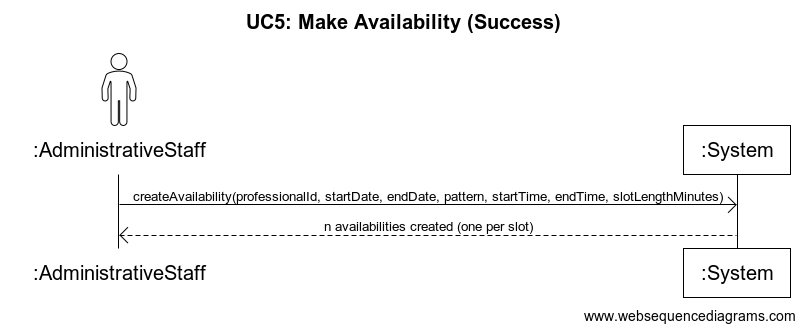 UC5: Make Availability (Success)
:AdministrativeStaff
:System
createAvailability(professionalId, startDate, endDate, pattern, startTime, endTime, slotLengthMinutes)
n availabilities created (one per slot)
:AdministrativeStaff
:System
www.websequencediagrams.com